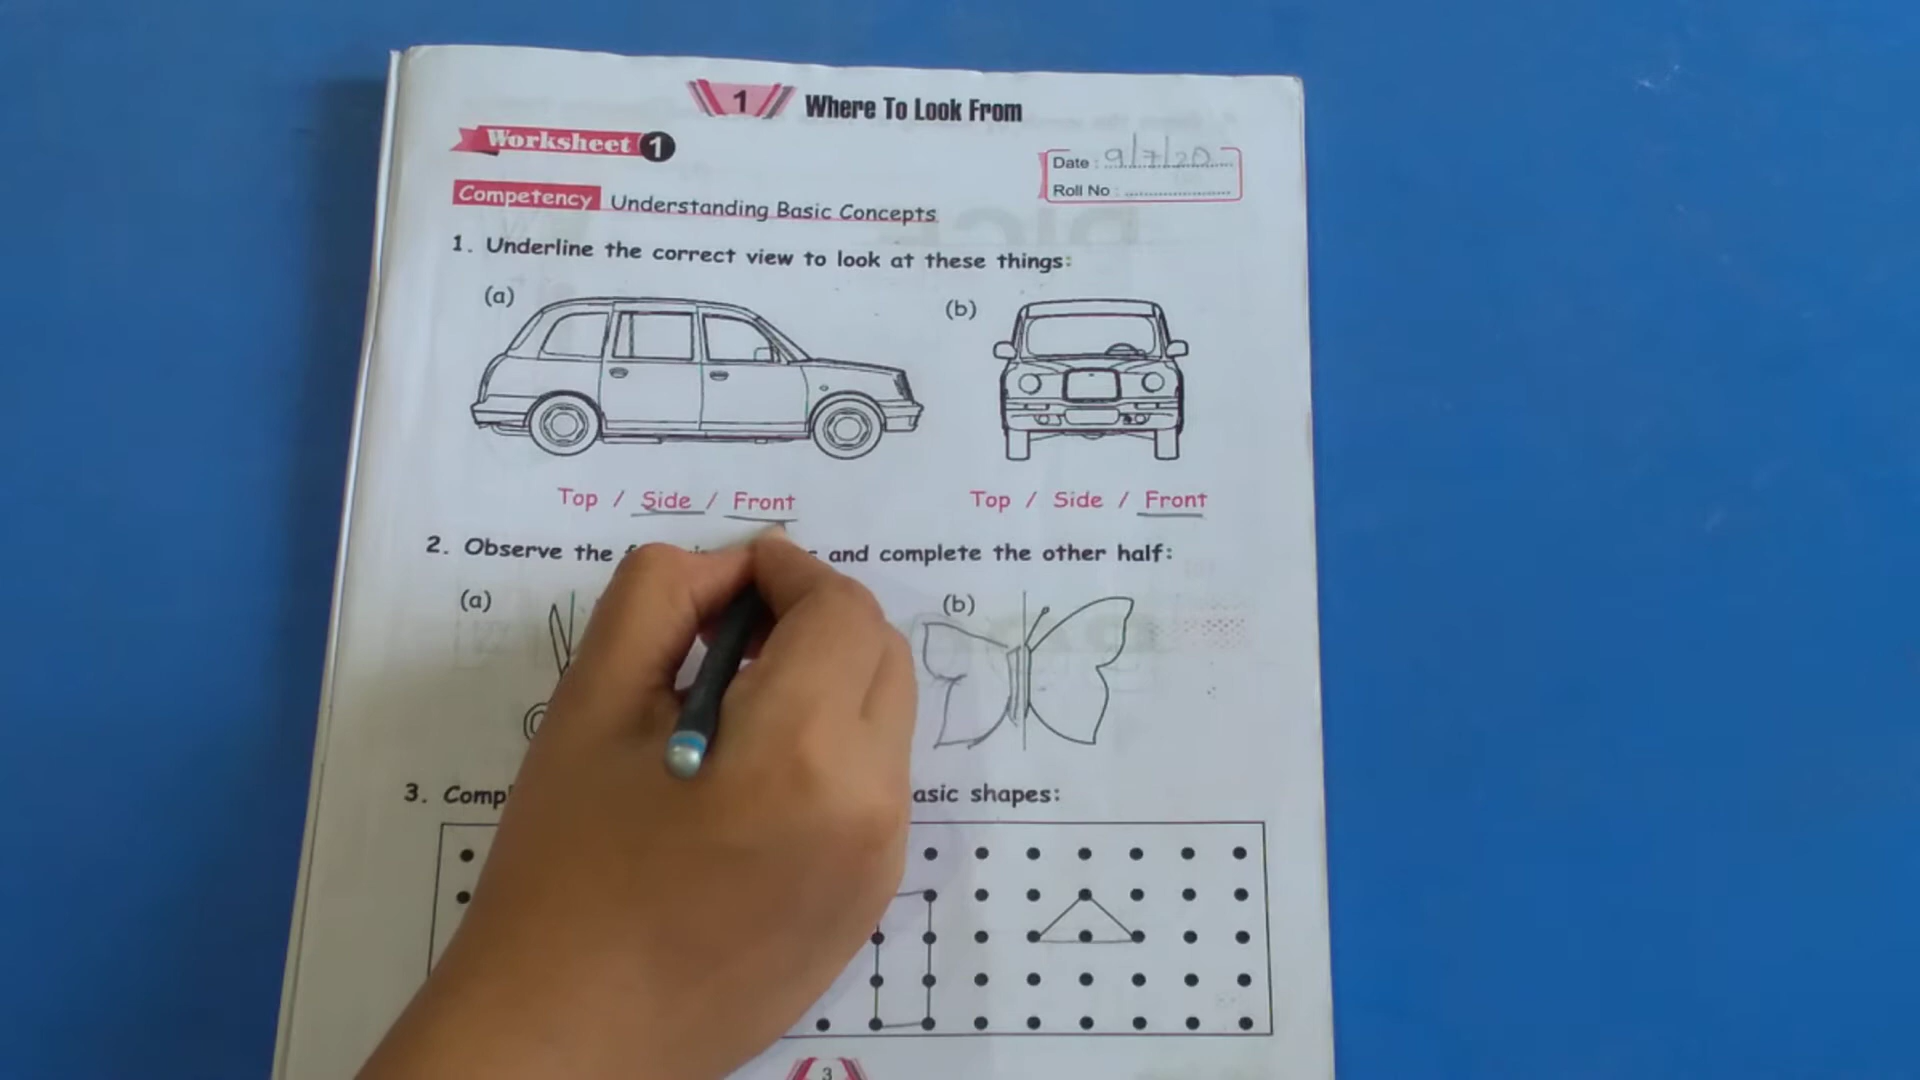 1 Where To Look From
Worksheet 1
Date : 9/7/20
Roll No :
Competency Understanding Basic Concepts
1. Underline the correct view to look at these things:
(a) (b)
Top / Side / Front Top / Side / Front
2. Observe the and complete the other half:
(a) (b)
3. asic shapes:
3